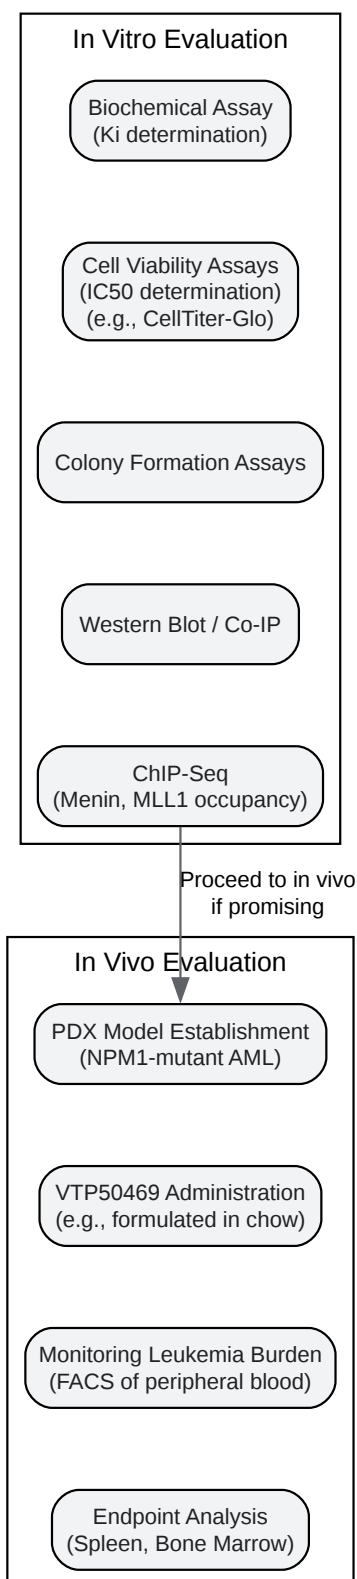 In Vitro Evaluation
Biochemical Assay
(Ki determination)
Cell Viability Assays
(IC50 determination)
(e.g., CellTiter-Glo)
Colony Formation Assays
Western Blot / Co-IP
ChIP-Seq
(Menin, MLL1 occupancy)
Proceed to in vivo
if promising
In Vivo Evaluation
PDX Model Establishment
(NPM1-mutant AML)
VTP50469 Administration
(e.g., formulated in chow)
Monitoring Leukemia Burden
(FACS of peripheral blood)
Endpoint Analysis
(Spleen, Bone Marrow)